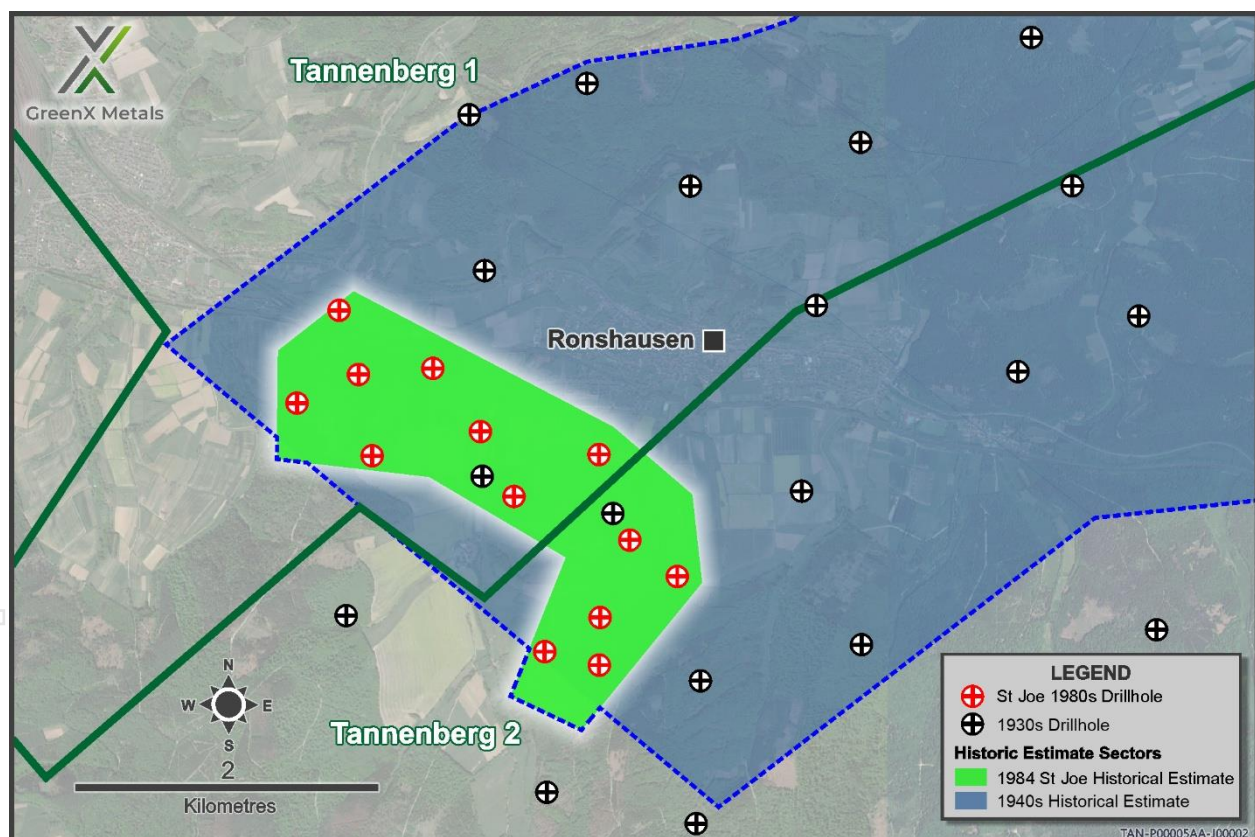 Tannenberg 1
GreenX Metals
Ronshausen
N
W E
S
Tannenberg 2
2
Kilometres
LEGEND
St Joe 1980s Drillhole
1930s Drillhole
Historic Estimate Sectors
1984 St Joe Historical Estimate
1940s Historical Estimate